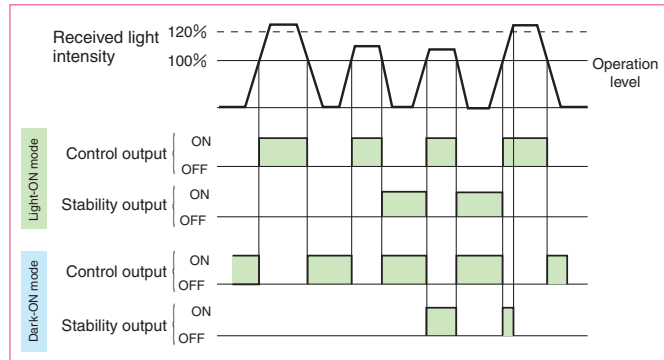 Received light
intensity
120%
100%
Operation
level
Light-ON mode
Control output
ON
OFF
Stability output
ON
OFF
Dark-ON mode
Control output
ON
OFF
Stability output
ON
OFF